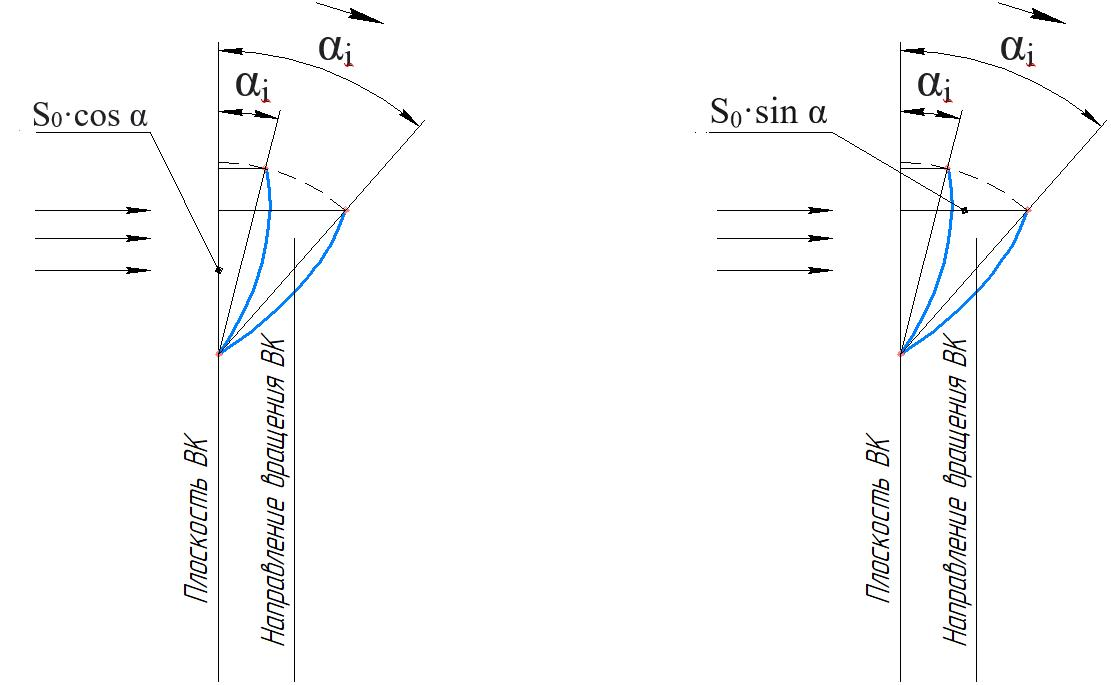 αi
αi
S₀·cos α
Плоскость ВК
Направление вращения ВК
αi
αi
S₀·sin α
Плоскость ВК
Направление вращения ВК